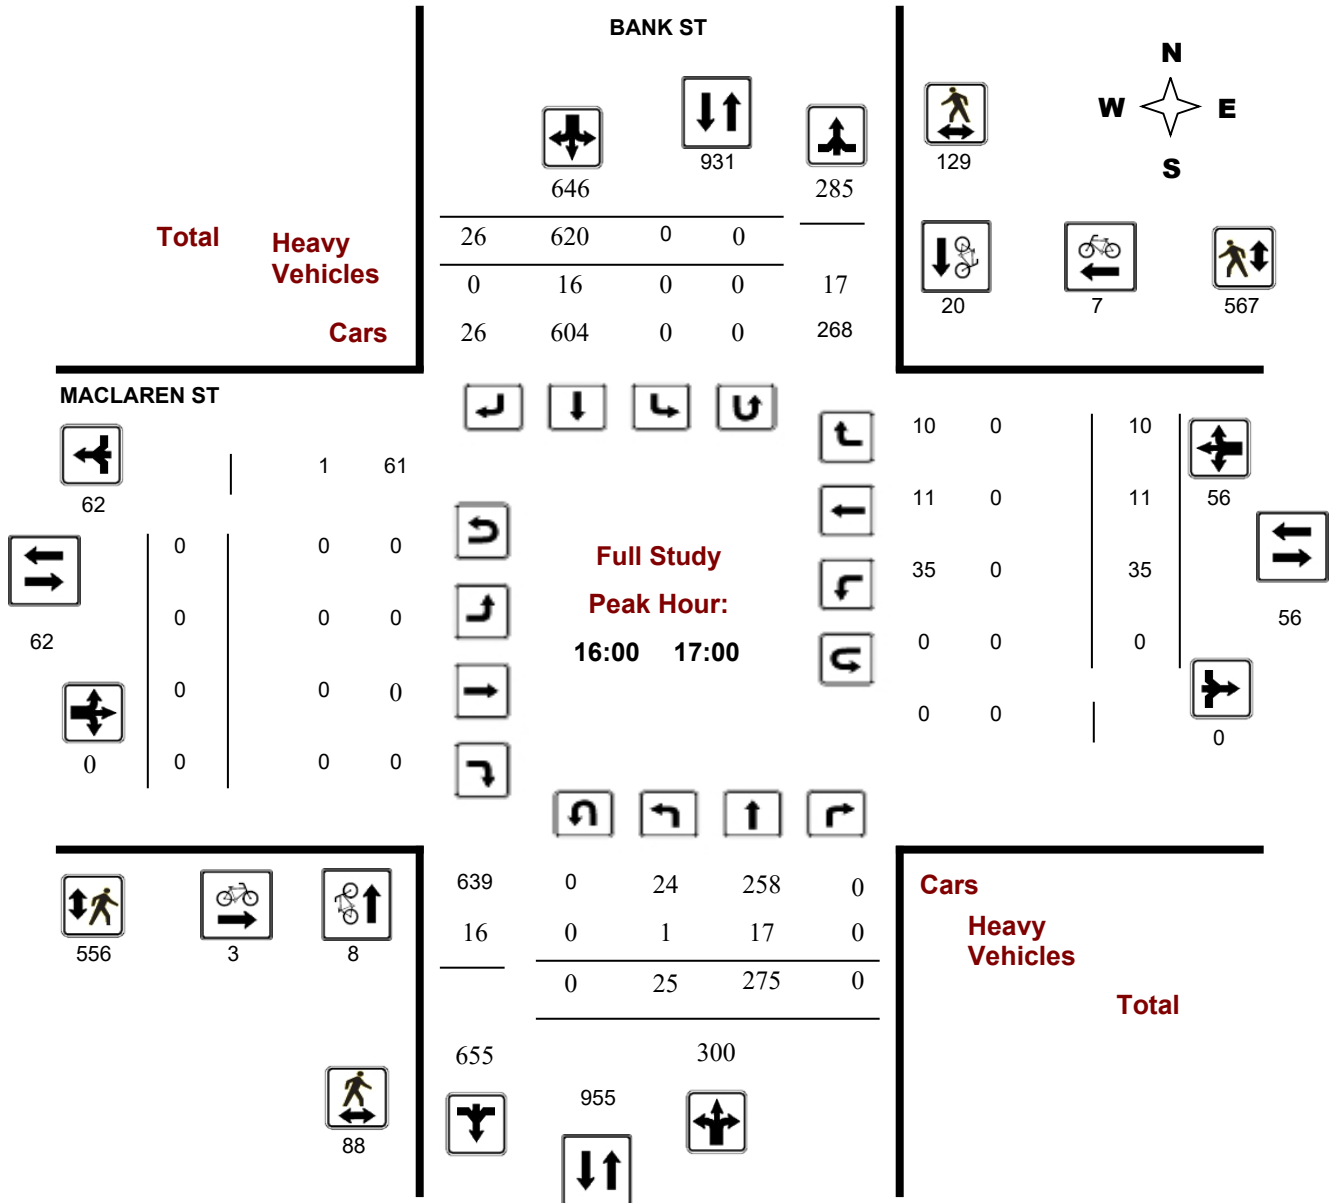 BANK ST
N
W E
S
931
129
646 285
Total
Heavy
Vehicles
Cars
26 620 0 0
0 16 0 0 17
26 604 0 0 268
20 7 567
MACLAREN ST
1 61
62
0 0 0
0 0 0
62
0 0 0
0
0 0 0
10 0 10
11 0 11
56
35 0 35
0 0 0
56
0 0
0
Full Study
Peak Hour:
16:00 17:00
556 3 8
639 0 24 258 0
16 0 1 17 0
0 25 275 0
Cars
Heavy
Vehicles
Total
655 300
955
88